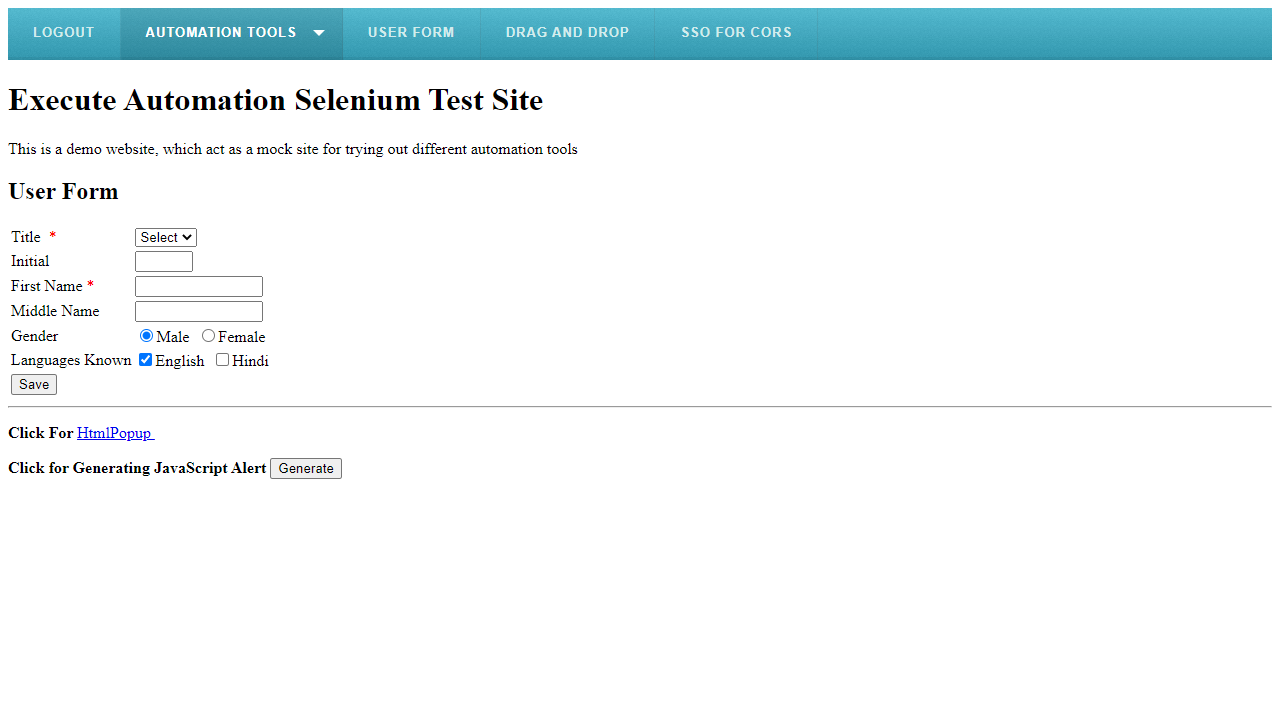 LOGOUT AUTOMATION TOOLS USER FORM DRAG AND DROP SSO FOR CORS
Execute Automation Selenium Test Site
This is a demo website, which act as a mock site for trying out different automation tools
User Form
Title * Select
Initial
First Name *
Middle Name
Gender Male Female
Languages Known English Hindi
Save
Click For HtmlPopup
Click for Generating JavaScript Alert Generate